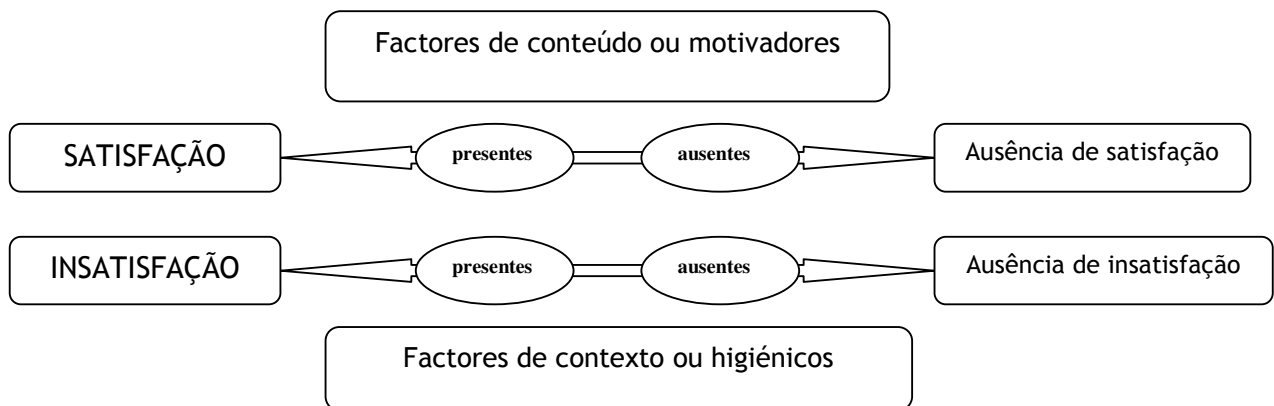 Factores de conteúdo ou motivadores
SATISFAÇÃO
presentes
ausentes
Ausência de satisfação
INSATISFAÇÃO
presentes
ausentes
Ausência de insatisfação
Factores de contexto ou higiénicos